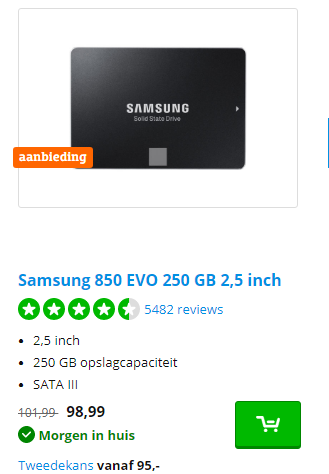 SAMSUNG
Solid State Drive
aanbieding
Samsung 850 EVO 250 GB 2,5 inch
5482 reviews
• 2,5 inch
• 250 GB opslagcapaciteit
• SATA III
101,99 98,99
Morgen in huis
Tweedekans vanaf 95,-